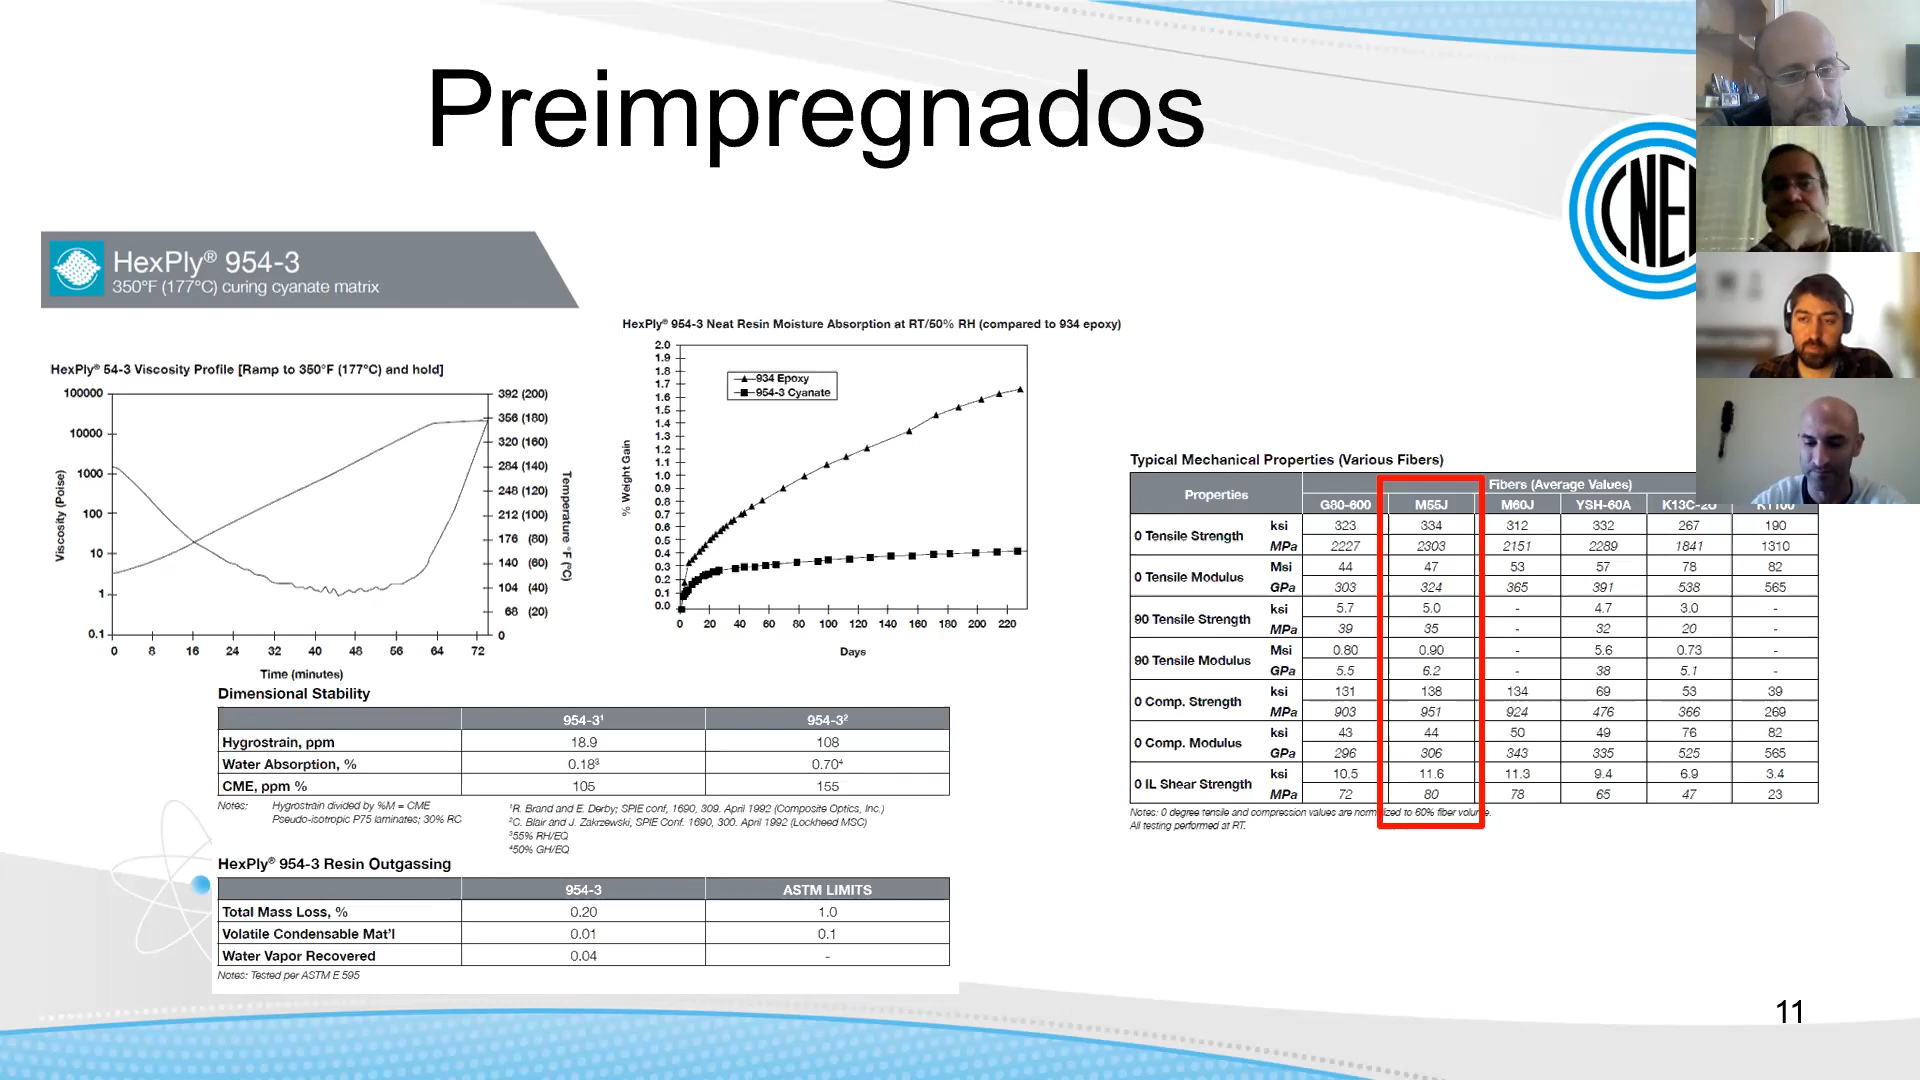 Preimpregnados
HexPly® 954-3
350°F (177°C) curing cyanate matrix
HexPly® 54-3 Viscosity Profile [Ramp to 350°F (177°C) and hold]
100000
10000
1000
100
10
1
0.1
Viscosity (Poise)
392 (200)
356 (180)
320 (160)
284 (140)
248 (120)
212 (100)
176 (80)
140 (60)
104 (40)
68 (20)
0
Temperature °F (°C)
0 8 16 24 32 40 48 56 64 72
Time (minutes)
HexPly® 954-3 Neat Resin Moisture Absorption at RT/50% RH (compared to 934 epoxy)
2.0
1.9
1.8
1.7
1.6
1.5
1.4
1.3
1.2
1.1
1.0
0.9
0.8
0.7
0.6
0.5
0.4
0.3
0.2
0.1
0.0
% Weight Gain
934 Epoxy
954-3 Cyanate
0 20 40 60 80 100 120 140 160 180 200 220
Days
Dimensional Stability
954-3¹ 954-3²
Hygrostrain, ppm 18.9 108
Water Absorption, % 0.18³ 0.70⁴
CME, ppm % 105 155
Notes: Hygrostrain divided by %M = CME
Pseudo-isotropic P75 laminates; 30% RC
¹R. Brand and E. Derby; SPIE conf, 1690, 309. April 1992 (Composite Optics, Inc.)
²C. Blair and J. Zakrzewski, SPIE Conf. 1690, 300. April 1992 (Lockheed MSC)
³55% RH/EQ
⁴50% GH/EQ
HexPly® 954-3 Resin Outgassing
954-3 ASTM LIMITS
Total Mass Loss, % 0.20 1.0
Volatile Condensable Mat'l 0.01 0.1
Water Vapor Recovered 0.04 -
Notes: Tested per ASTM E 595
Typical Mechanical Properties (Various Fibers)
Properties Fibers (Average Values)
G80-600 M55J M60J YSH-60A K13C-2U K1100
0 Tensile Strength ksi 323 334 312 332 267 190
MPa 2227 2303 2151 2289 1841 1310
0 Tensile Modulus Msi 44 47 53 57 78 82
GPa 303 324 365 391 538 565
90 Tensile Strength ksi 5.7 5.0 - 4.7 3.0 -
MPa 39 35 - 32 20 -
90 Tensile Modulus Msi 0.80 0.90 - 5.6 0.73 -
GPa 5.5 6.2 - 38 5.1 -
0 Comp. Strength ksi 131 138 134 69 53 39
MPa 903 951 924 476 366 269
0 Comp. Modulus ksi 43 44 50 49 76 82
GPa 296 306 343 335 525 565
0 IL Shear Strength ksi 10.5 11.6 11.3 9.4 6.9 3.4
MPa 72 80 78 65 47 23
Notes: 0 degree tensile and compression values are normalized to 60% fiber volume.
All testing performed at RT.
CNE
11